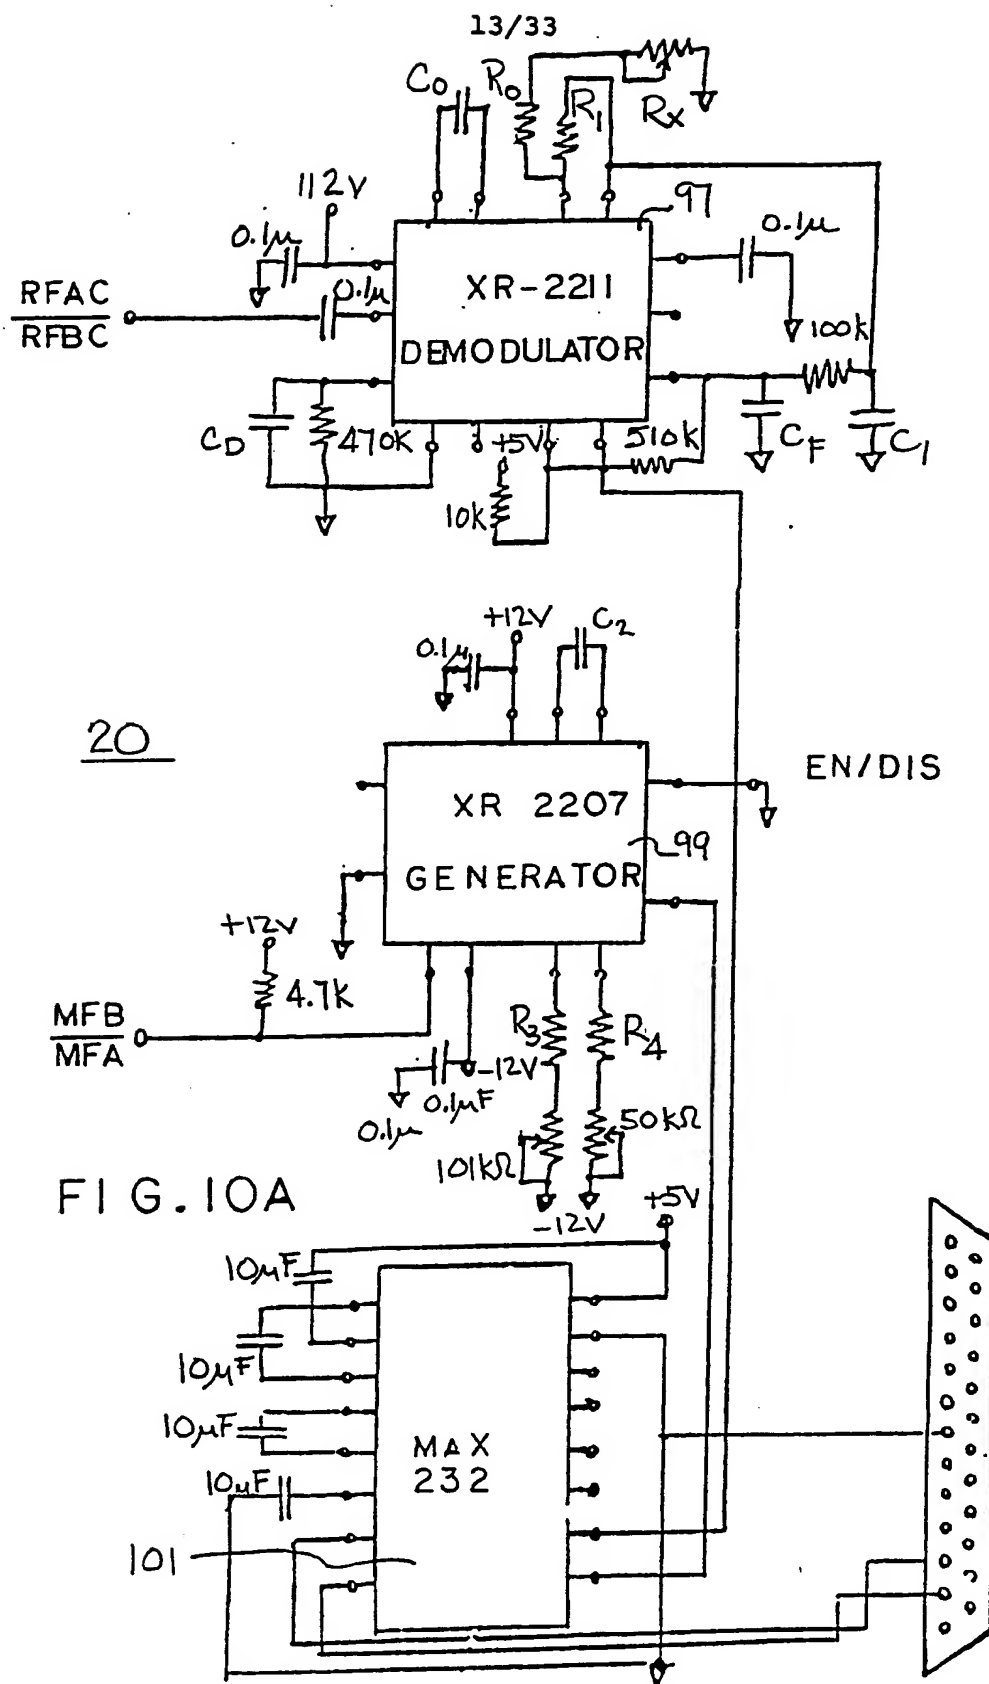 13/33
C0
R0
R1
Rx
112V
97
0.1μ
0.1μ
RFAC
RFBC
0.1μ
XR-2211
DEMODULATOR
100k
CD
470k
+5V
510k
CF
C1
10k
+12V
C2
0.1μ
20
EN/DIS
XR 2207
GENERATOR
99
+12V
4.7k
MFB
MFA
R3
R4
-12V
0.1μF
0.1μ
50kΩ
101kΩ
FIG.10A
-12V
+5V
10μF
10μF
10μF
MAX
232
10μF
101